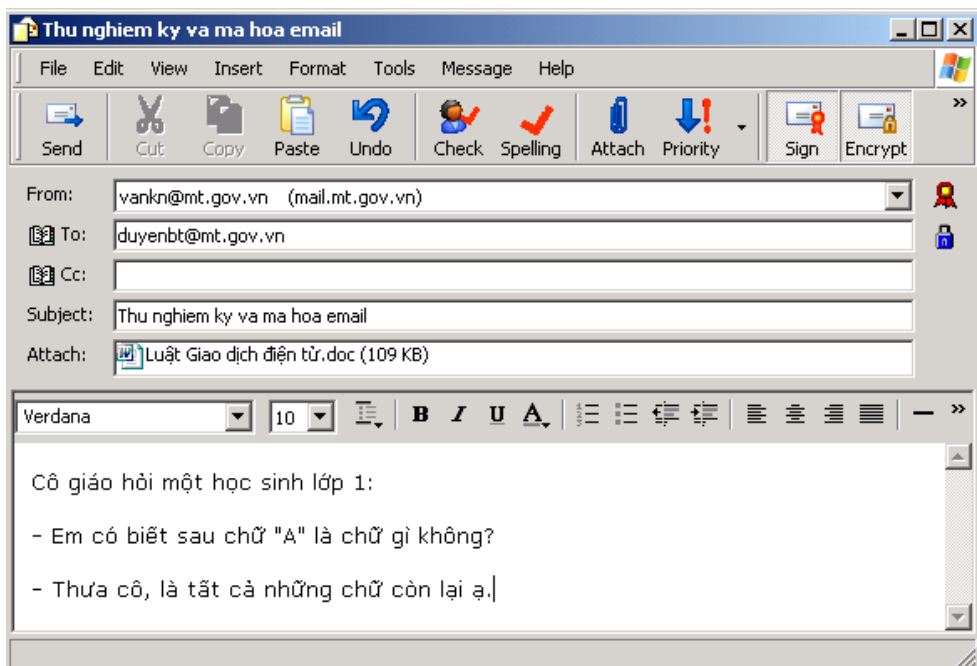 Thu nghiem ky va ma hoa email
File Edit View Insert Format Tools Message Help
Send Cut Copy Paste Undo Check Spelling Attach Priority Sign Encrypt
From: vankn@mt.gov.vn (mail.mt.gov.vn)
To: duyenbt@mt.gov.vn
Cc:
Subject: Thu nghiem ky va ma hoa email
Attach: Luật Giao dịch điện tử.doc (109 KB)
Verdana 10 B I U A
Cô giáo hỏi một học sinh lớp 1:
- Em có biết sau chữ "A" là chữ gì không?
- Thưa cô, là tất cả những chữ còn lại ạ.